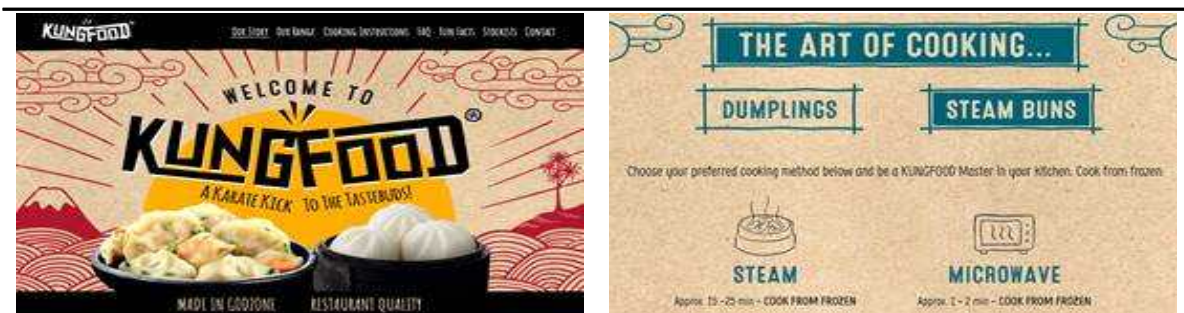 KUNGFOOD
OUR STORY OUR RANGE COOKING INSTRUCTIONS FAQ FUN FACTS STOCKISTS CONTACT
WELCOME TO
KUNGFOOD®
A KARATE KICK TO THE TASTEBUDS!
MADE IN GODZONE RESTAURANT QUALITY
THE ART OF COOKING...
DUMPLINGS
STEAM BUNS
Choose your preferred cooking method below and be a KUNGFOOD Master in your kitchen. Cook from frozen.
STEAM
Approx. 15 -25 min - COOK FROM FROZEN
MICROWAVE
Approx. 1 - 2 min - COOK FROM FROZEN